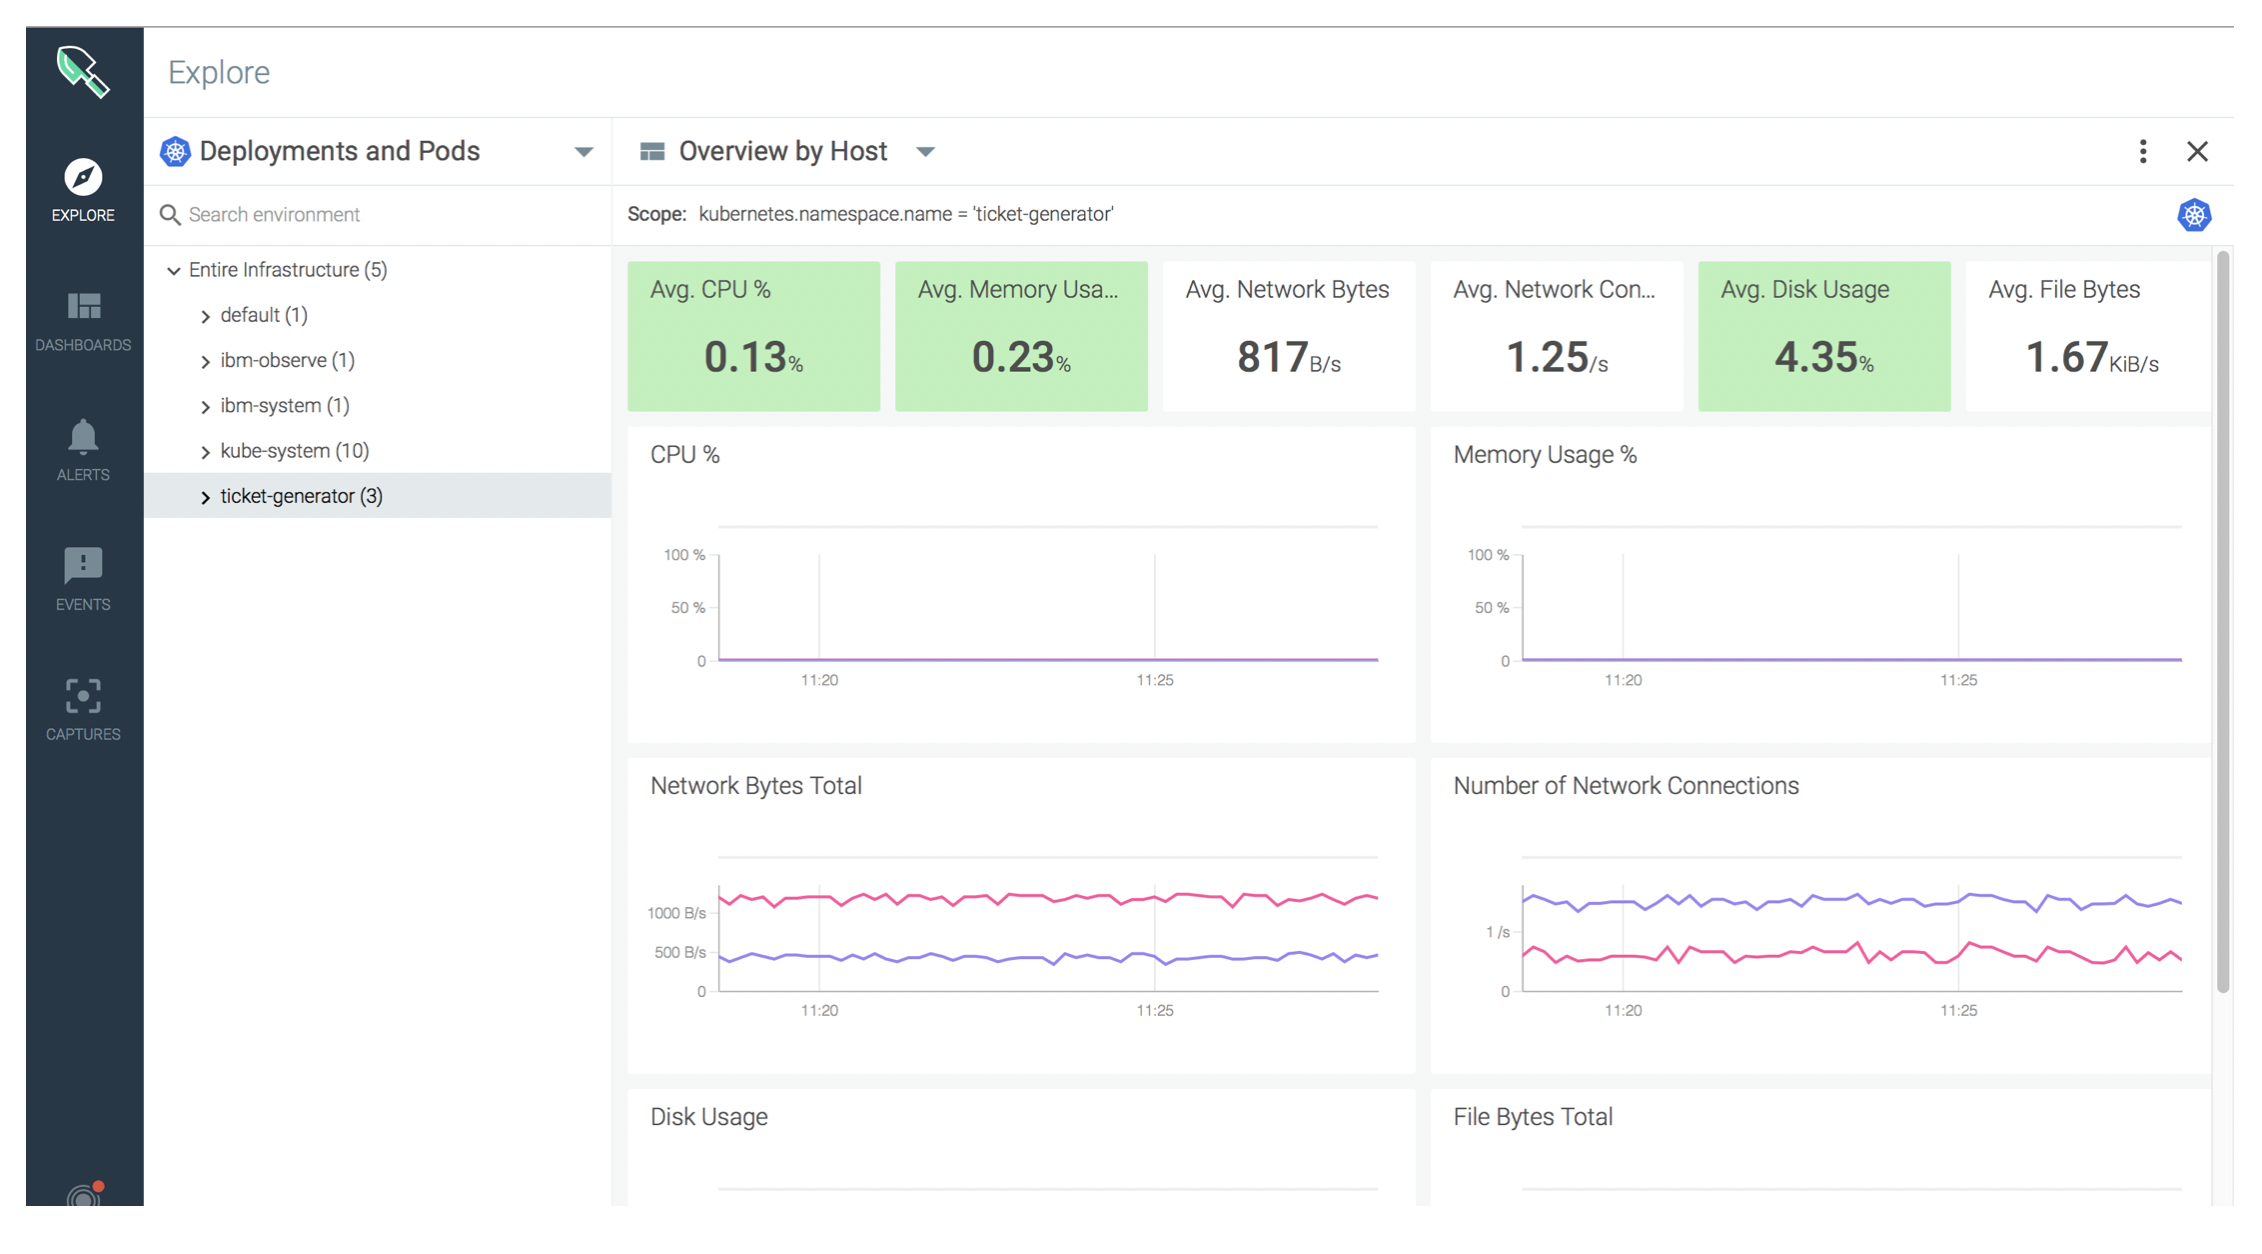 Explore
EXPLORE
DASHBOARDS
ALERTS
EVENTS
CAPTURES
Deployments and Pods
Search environment
Entire Infrastructure (5)
default (1)
ibm-observe (1)
ibm-system (1)
kube-system (10)
ticket-generator (3)
Overview by Host
Scope: kubernetes.namespace.name = 'ticket-generator'
Avg. CPU %
0.13%
Avg. Memory Usa...
0.23%
Avg. Network Bytes
817B/s
Avg. Network Con...
1.25/s
Avg. Disk Usage
4.35%
Avg. File Bytes
1.67KiB/s
CPU %
100 %
50 %
0
11:20 11:25
Memory Usage %
100 %
50 %
0
11:20 11:25
Network Bytes Total
1000 B/s
500 B/s
0
11:20 11:25
Number of Network Connections
1 /s
0
11:20 11:25
Disk Usage
File Bytes Total